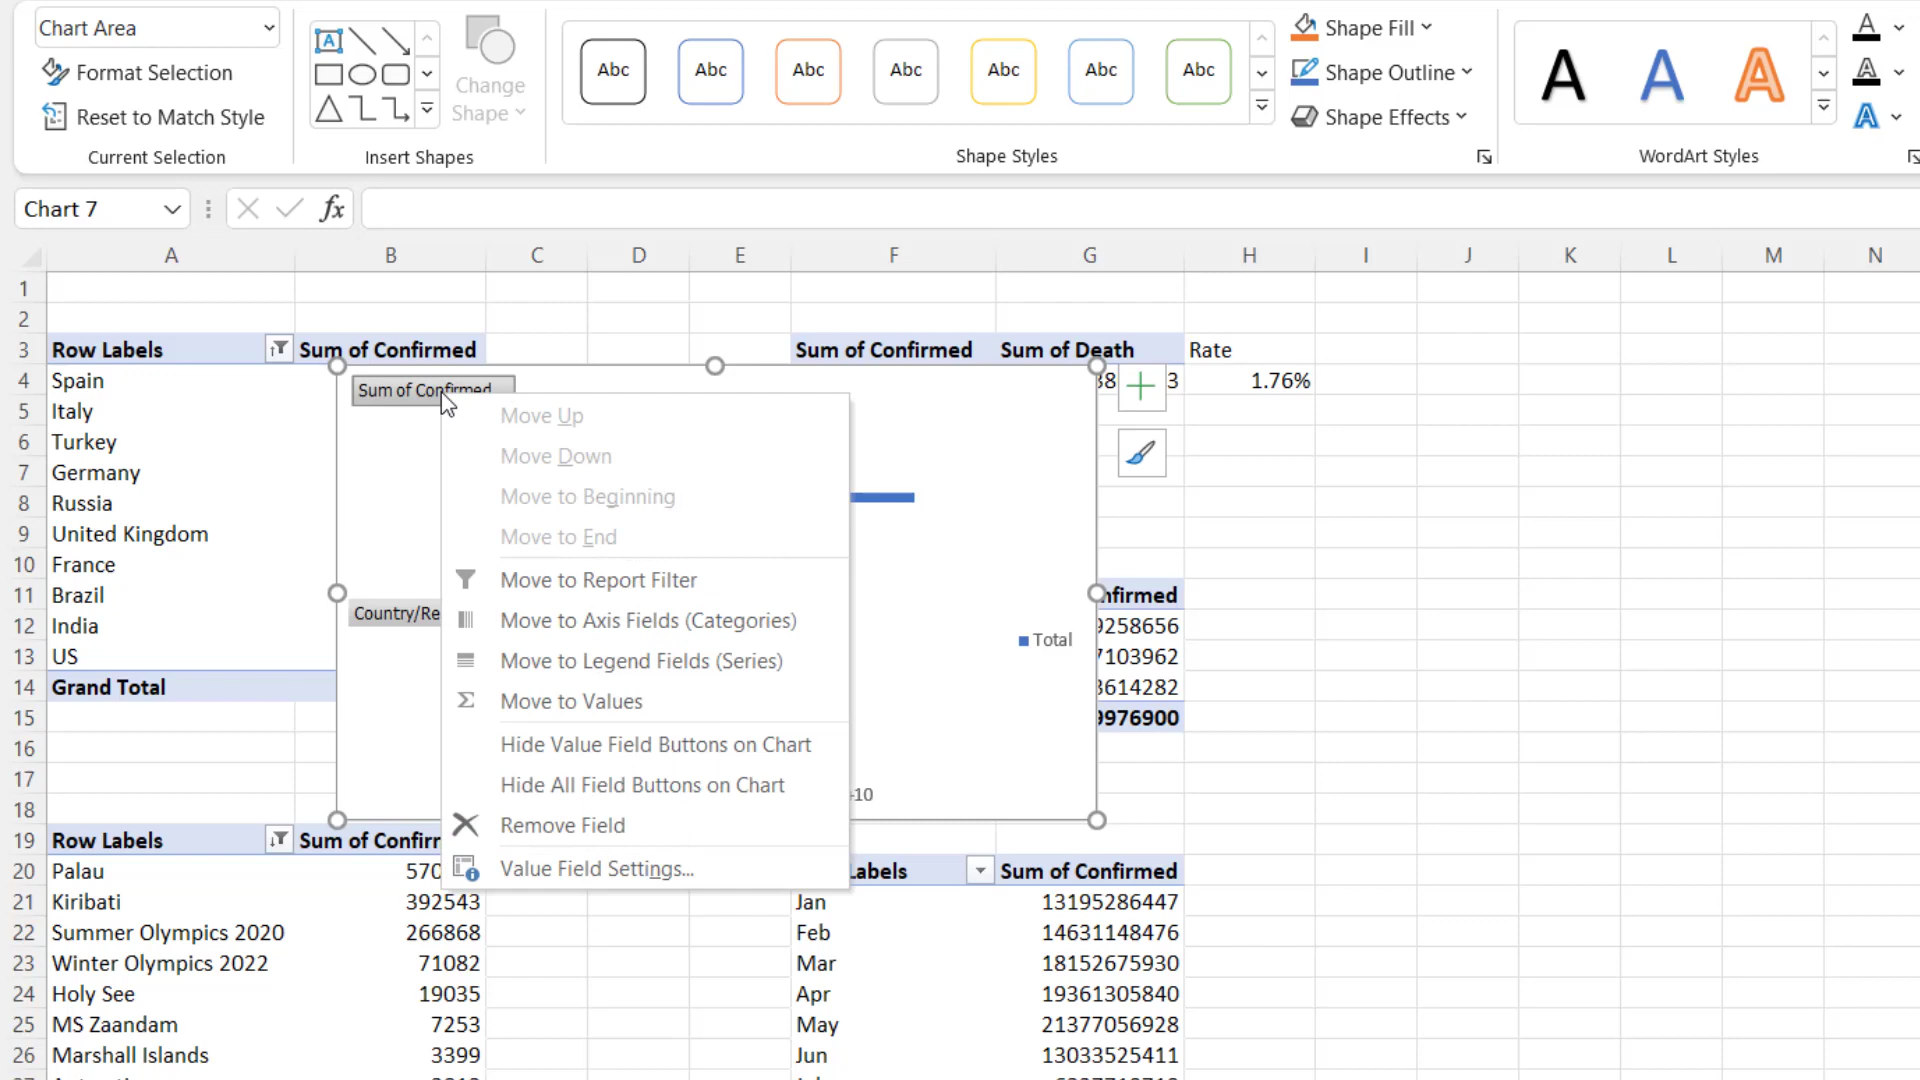 Chart Area
Format Selection
Reset to Match Style
Current Selection
Change
Shape
Insert Shapes
Abc Abc Abc Abc Abc Abc Abc
Shape Styles
Shape Fill
Shape Outline
Shape Effects
A A A
WordArt Styles
A
A
A
Chart 7
fx
A B C D E F G H I J K L M N
1
2
3 Row Labels Sum of Confirmed Sum of Confirmed Sum of Death Rate
4 Spain 3 1.76%
5 Italy
6 Turkey
7 Germany
8 Russia
9 United Kingdom
10 France
11 Brazil
12 India
13 US
14 Grand Total
15
16
17
18
19 Row Labels
20 Palau Sum of Confirmed
21 Kiribati 392543 Jan 13195286447
22 Summer Olympics 2020 266868 Feb 14631148476
23 Winter Olympics 2022 71082 Mar 18152675930
24 Holy See 19035 Apr 19361305840
25 MS Zaandam 7253 May 21377056928
26 Marshall Islands 3399 Jun 13033525411
Sum of Confirmed
Total
Move Up
Move Down
Move to Beginning
Move to End
Move to Report Filter
Move to Axis Fields (Categories)
Move to Legend Fields (Series)
Move to Values
Hide Value Field Buttons on Chart
Hide All Field Buttons on Chart
Remove Field
Value Field Settings...